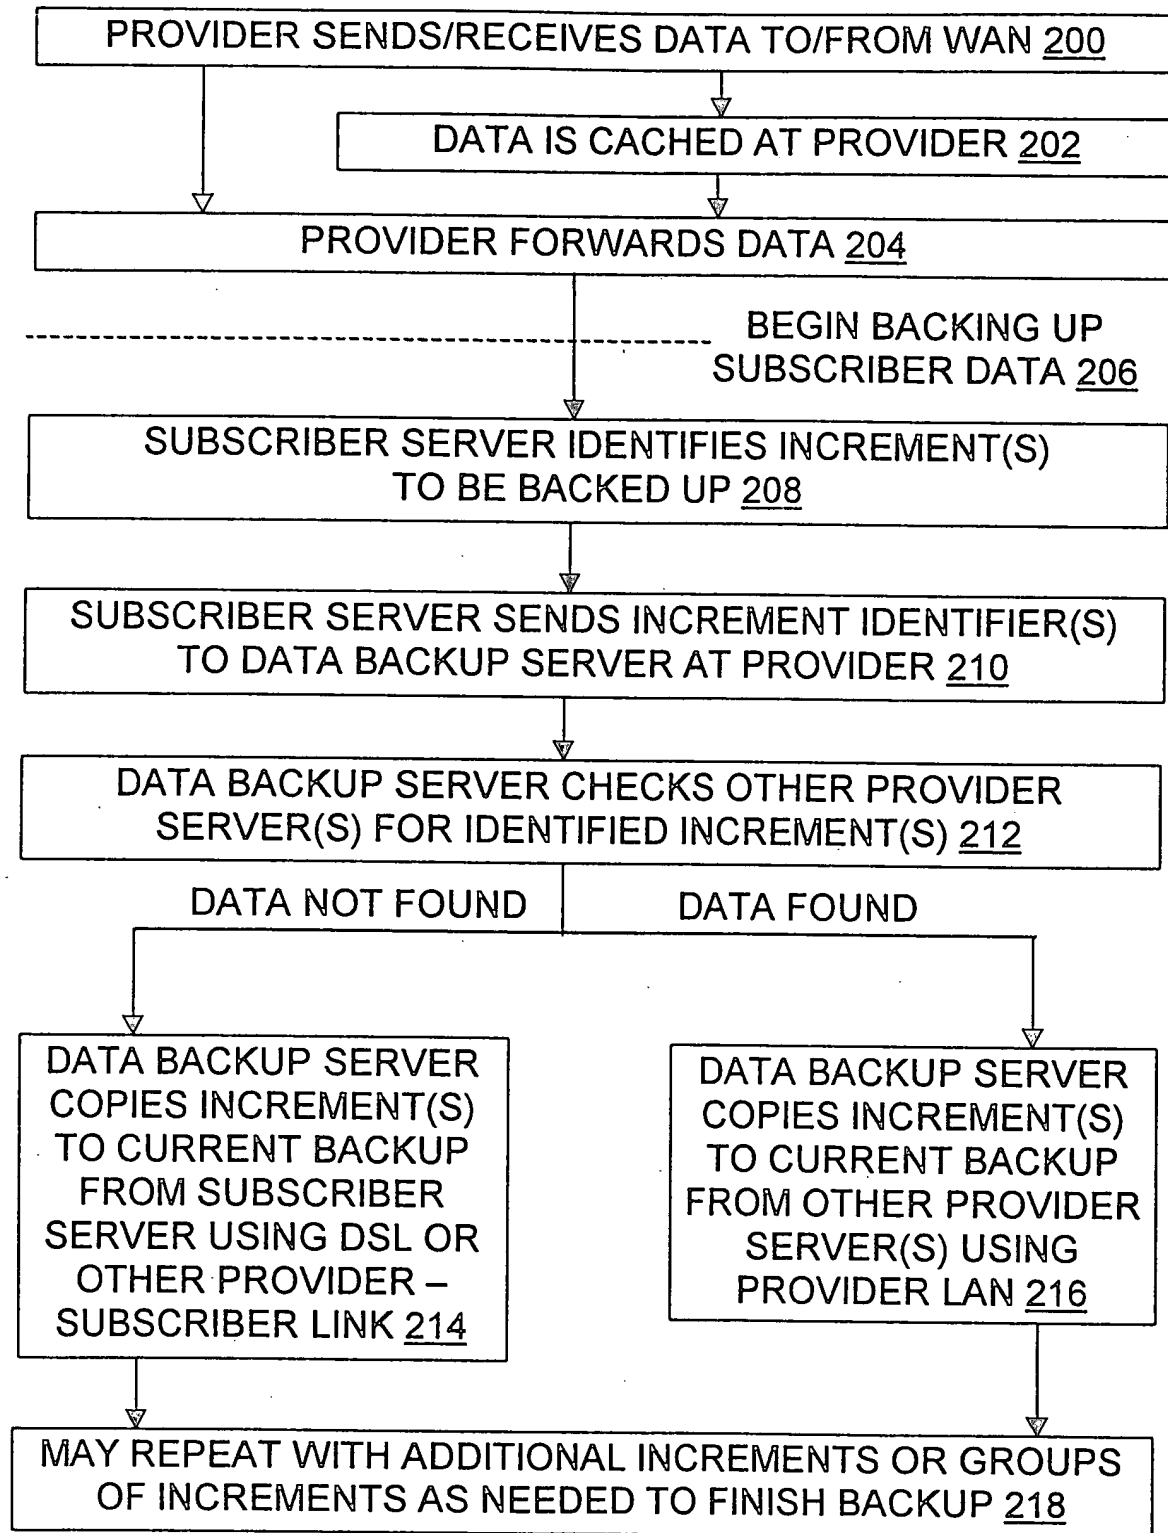 PROVIDER SENDS/RECEIVES DATA TO/FROM WAN 200
DATA IS CACHED AT PROVIDER 202
PROVIDER FORWARDS DATA 204
BEGIN BACKING UP
SUBSCRIBER DATA 206
SUBSCRIBER SERVER IDENTIFIES INCREMENT(S)
TO BE BACKED UP 208
SUBSCRIBER SERVER SENDS INCREMENT IDENTIFIER(S)
TO DATA BACKUP SERVER AT PROVIDER 210
DATA BACKUP SERVER CHECKS OTHER PROVIDER
SERVER(S) FOR IDENTIFIED INCREMENT(S) 212
DATA NOT FOUND
DATA FOUND
DATA BACKUP SERVER
COPIES INCREMENT(S)
TO CURRENT BACKUP
FROM SUBSCRIBER
SERVER USING DSL OR
OTHER PROVIDER –
SUBSCRIBER LINK 214
DATA BACKUP SERVER
COPIES INCREMENT(S)
TO CURRENT BACKUP
FROM OTHER PROVIDER
SERVER(S) USING
PROVIDER LAN 216
MAY REPEAT WITH ADDITIONAL INCREMENTS OR GROUPS
OF INCREMENTS AS NEEDED TO FINISH BACKUP 218